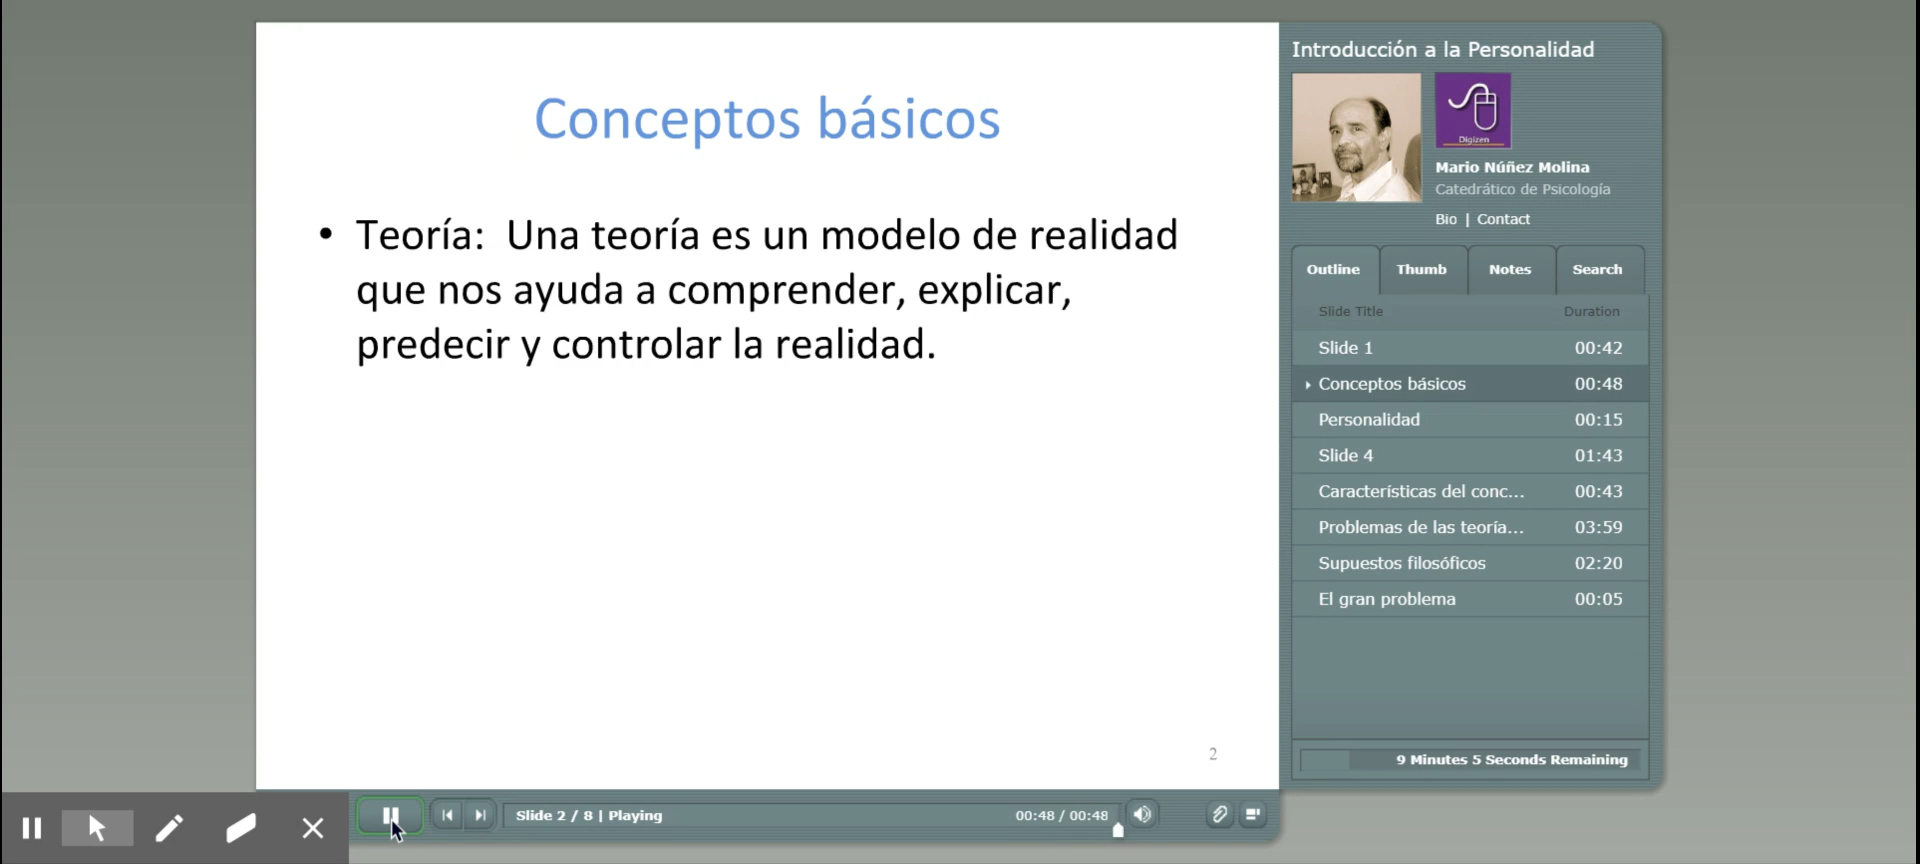 Conceptos básicos
• Teoría: Una teoría es un modelo de realidad
que nos ayuda a comprender, explicar,
predecir y controlar la realidad.
2
Introducción a la Personalidad
Digizen
Mario Núñez Molina
Catedrático de Psicología
Bio | Contact
Outline Thumb Notes Search
Slide Title Duration
Slide 1 00:42
Conceptos básicos 00:48
Personalidad 00:15
Slide 4 01:43
Características del conc... 00:43
Problemas de las teoría... 03:59
Supuestos filosóficos 02:20
El gran problema 00:05
9 Minutes 5 Seconds Remaining
Slide 2 / 8 | Playing 00:48 / 00:48